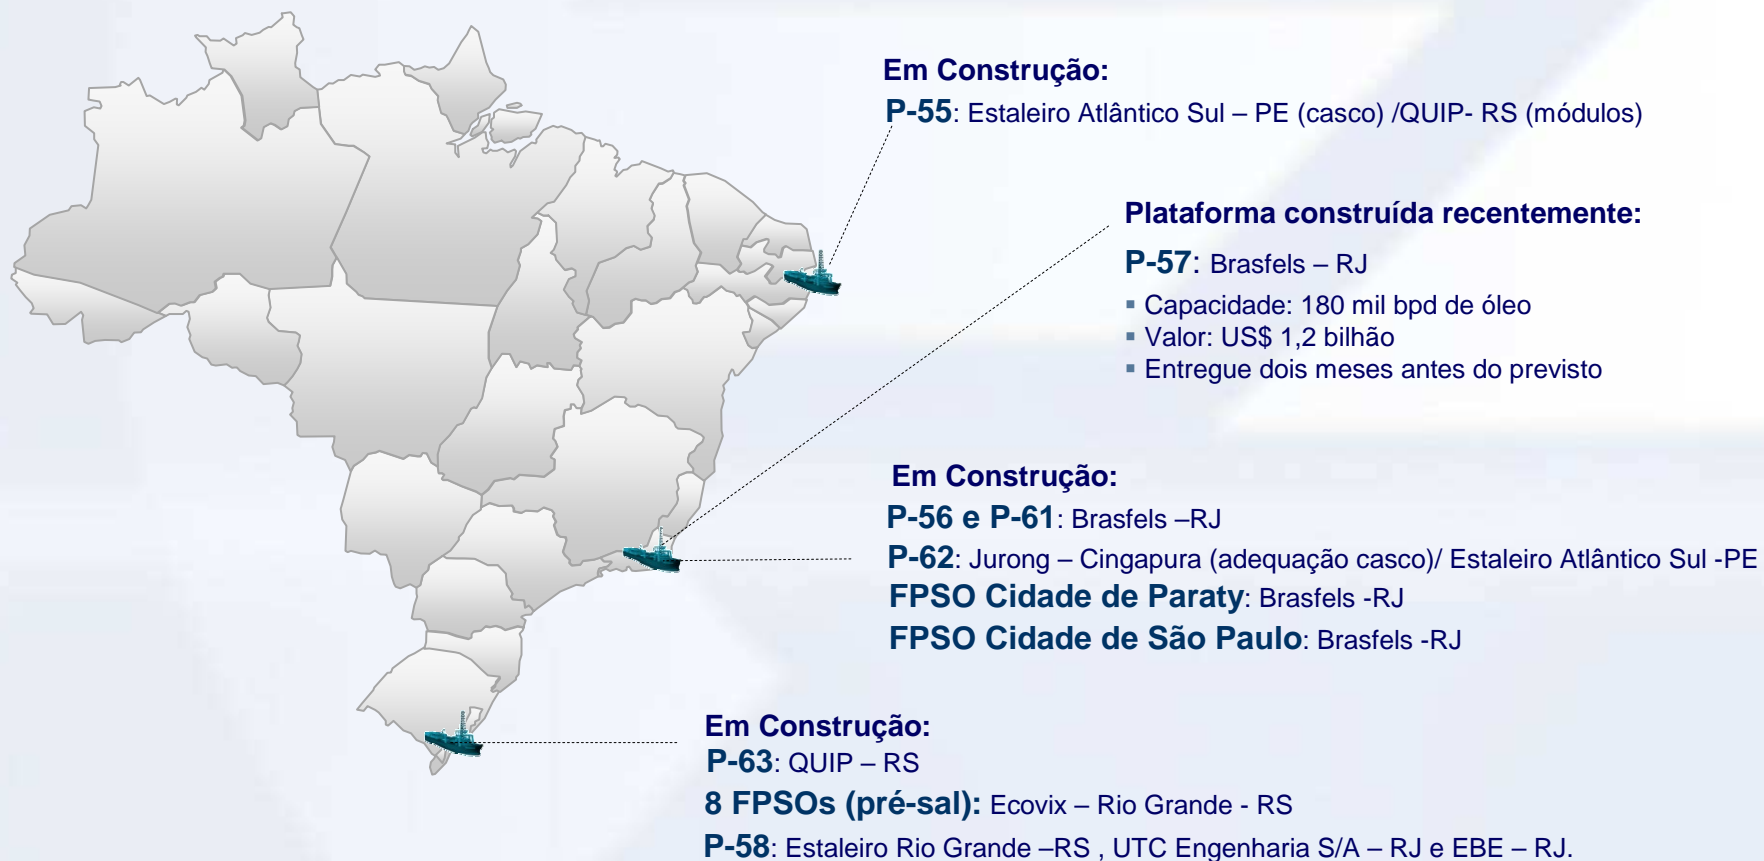 Em Construção:
P-55: Estaleiro Atlântico Sul – PE (casco) /QUIP- RS (módulos)
Plataforma construída recentemente:
P-57: Brasfels – RJ
▪ Capacidade: 180 mil bpd de óleo
▪ Valor: US$ 1,2 bilhão
▪ Entregue dois meses antes do previsto
Em Construção:
P-56 e P-61: Brasfels –RJ
P-62: Jurong – Cingapura (adequação casco)/ Estaleiro Atlântico Sul -PE
FPSO Cidade de Paraty: Brasfels -RJ
FPSO Cidade de São Paulo: Brasfels -RJ
Em Construção:
P-63: QUIP – RS
8 FPSOs (pré-sal): Ecovix – Rio Grande - RS
P-58: Estaleiro Rio Grande –RS , UTC Engenharia S/A – RJ e EBE – RJ.